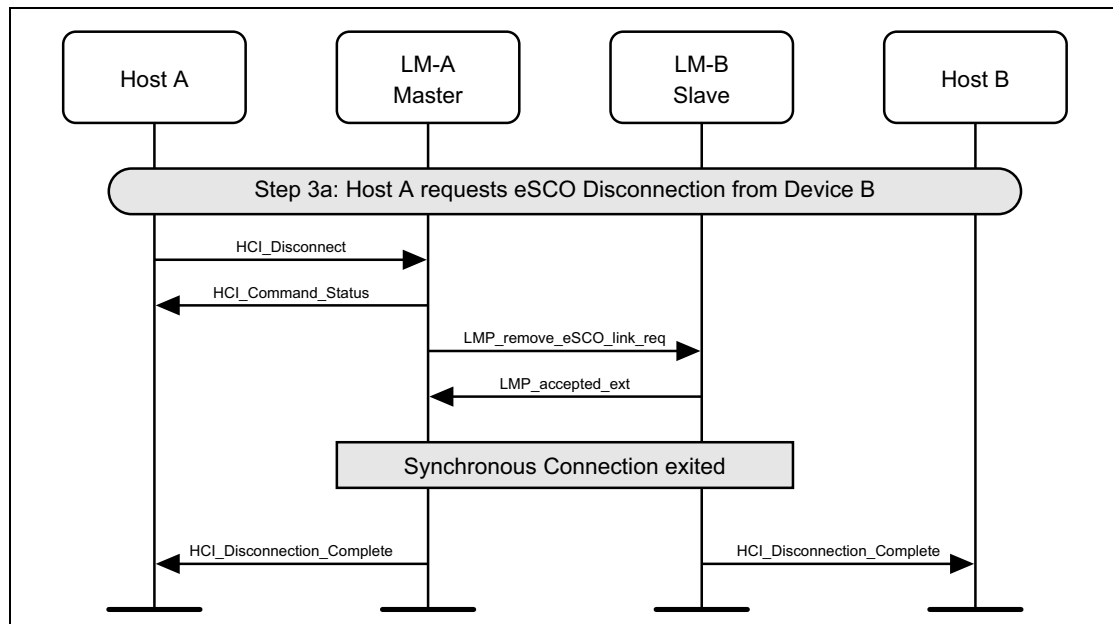 Host A
LM-A
Master
LM-B
Slave
Host B
Step 3a: Host A requests eSCO Disconnection from Device B
HCI_Disconnect
HCI_Command_Status
LMP_remove_eSCO_link_req
LMP_accepted_ext
Synchronous Connection exited
HCI_Disconnection_Complete
HCI_Disconnection_Complete